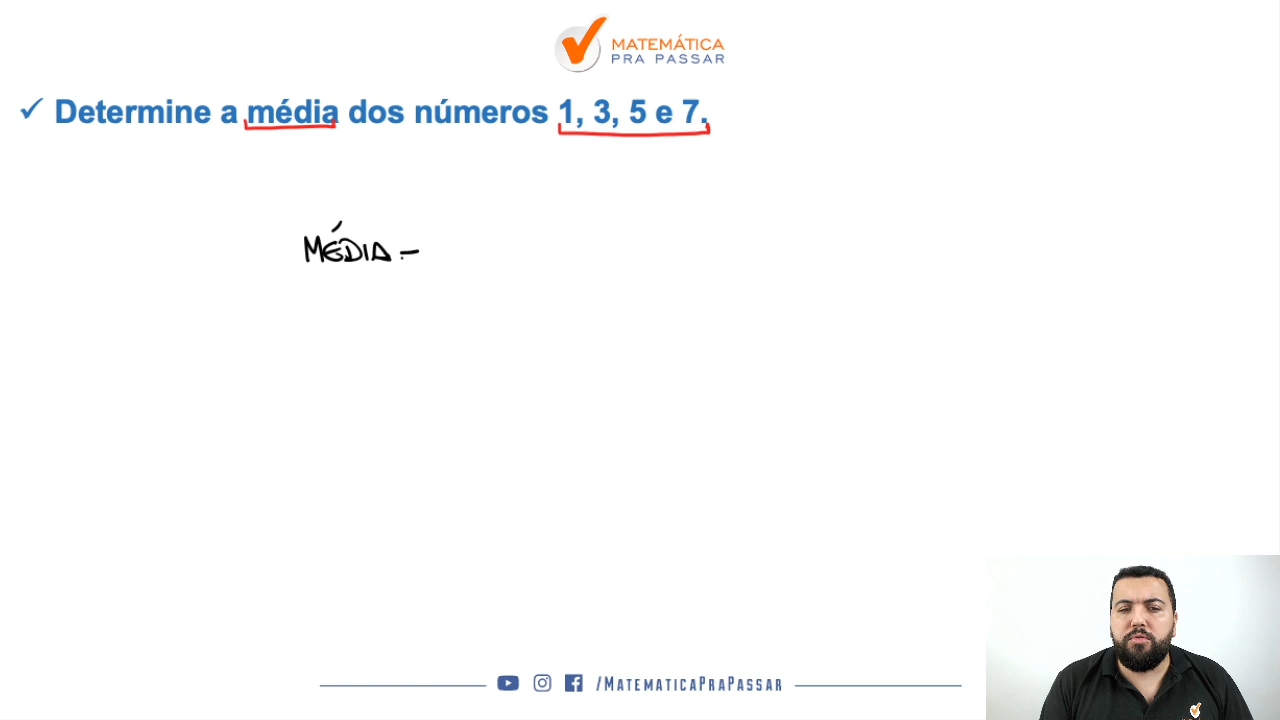 MATEMÁTICA
PRA PASSAR
✓ Determine a média dos números 1, 3, 5 e 7.
MÉDIA =
/MATEMATICAPRAPASSAR